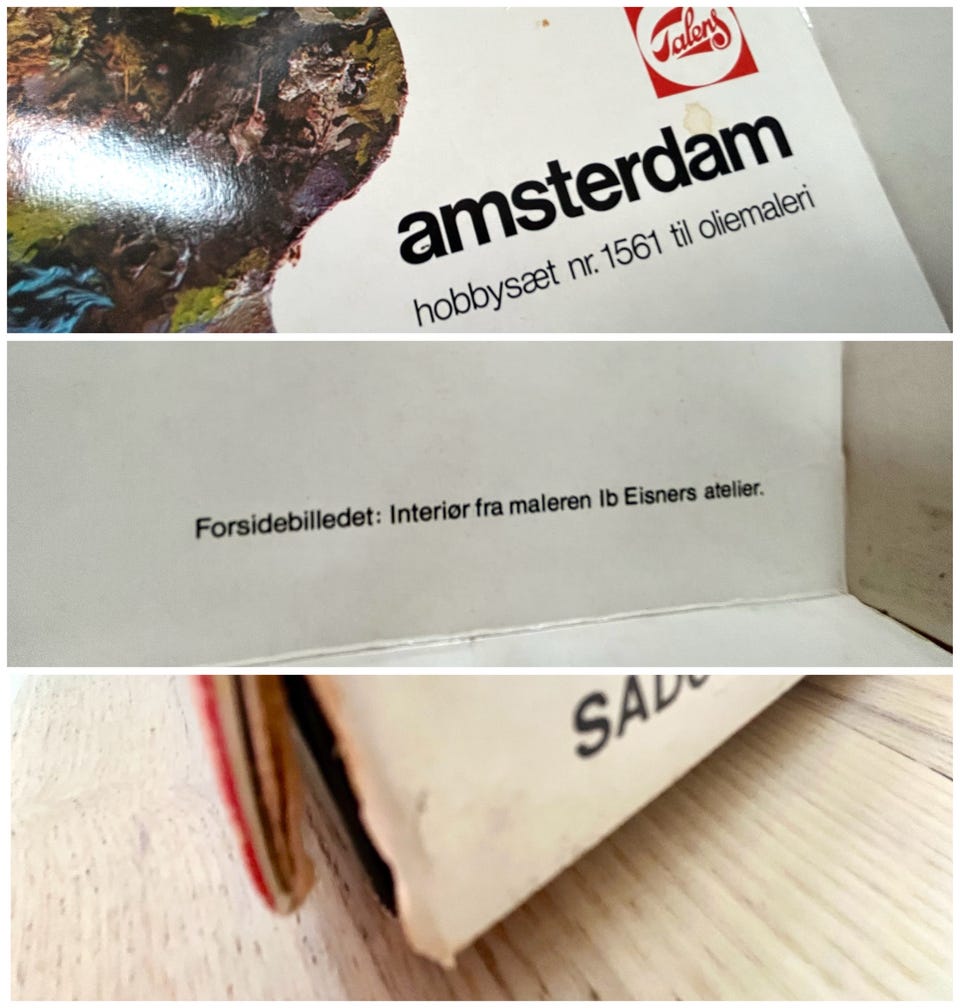 Talens
amsterdam
hobbysæt nr. 1561 til oliemaleri
Forsidebilledet: Interiør fra maleren Ib Eisners atelier.